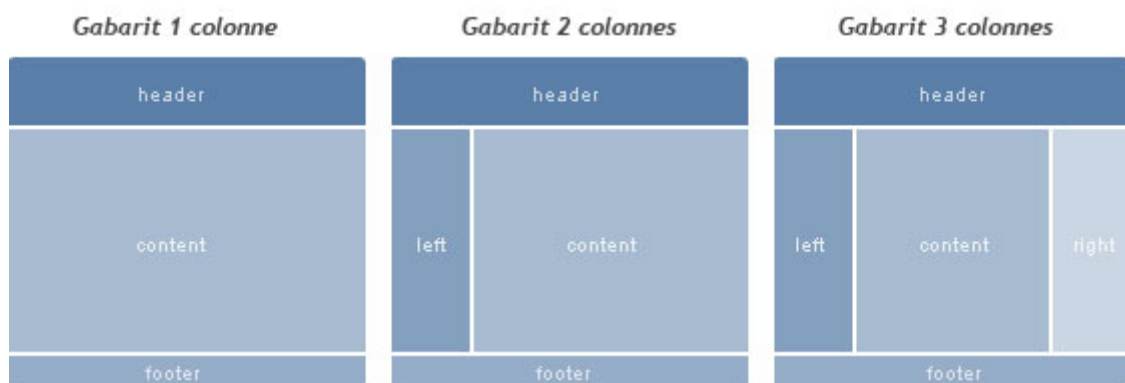 Gabarit 1 colonne
header
content
footer
Gabarit 2 colonnes
header
left
content
footer
Gabarit 3 colonnes
header
left
content
right
footer